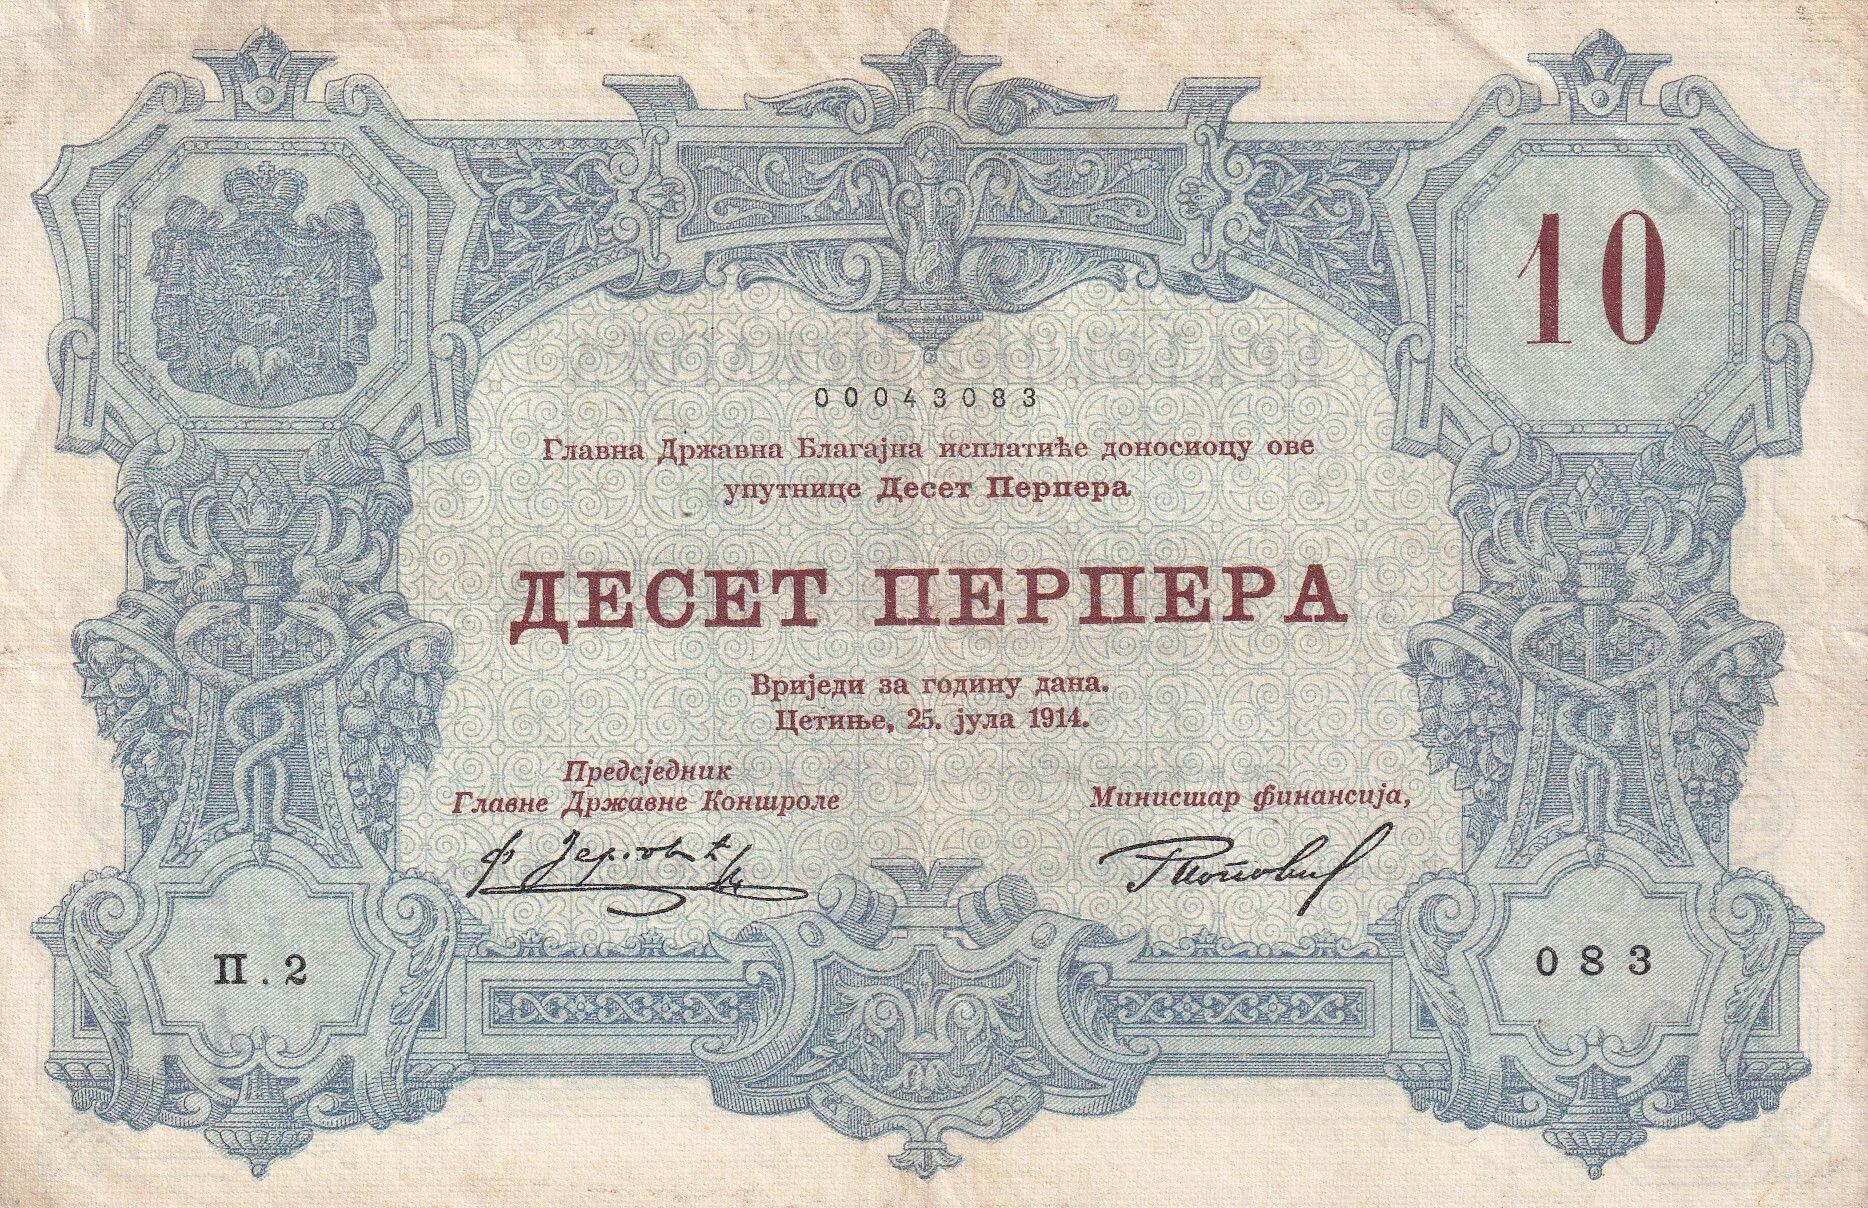 10
00043083
Главна Државна Благајна исплатиће доносиоцу ове
упутнице Десет Перпера
ДЕСЕТ ПЕРПЕРА
Вриједи за годину дана.
Цетиње, 25. јула 1914.
Предсједник
Главне Државне Контроле
Министар финансија,
П.2
083